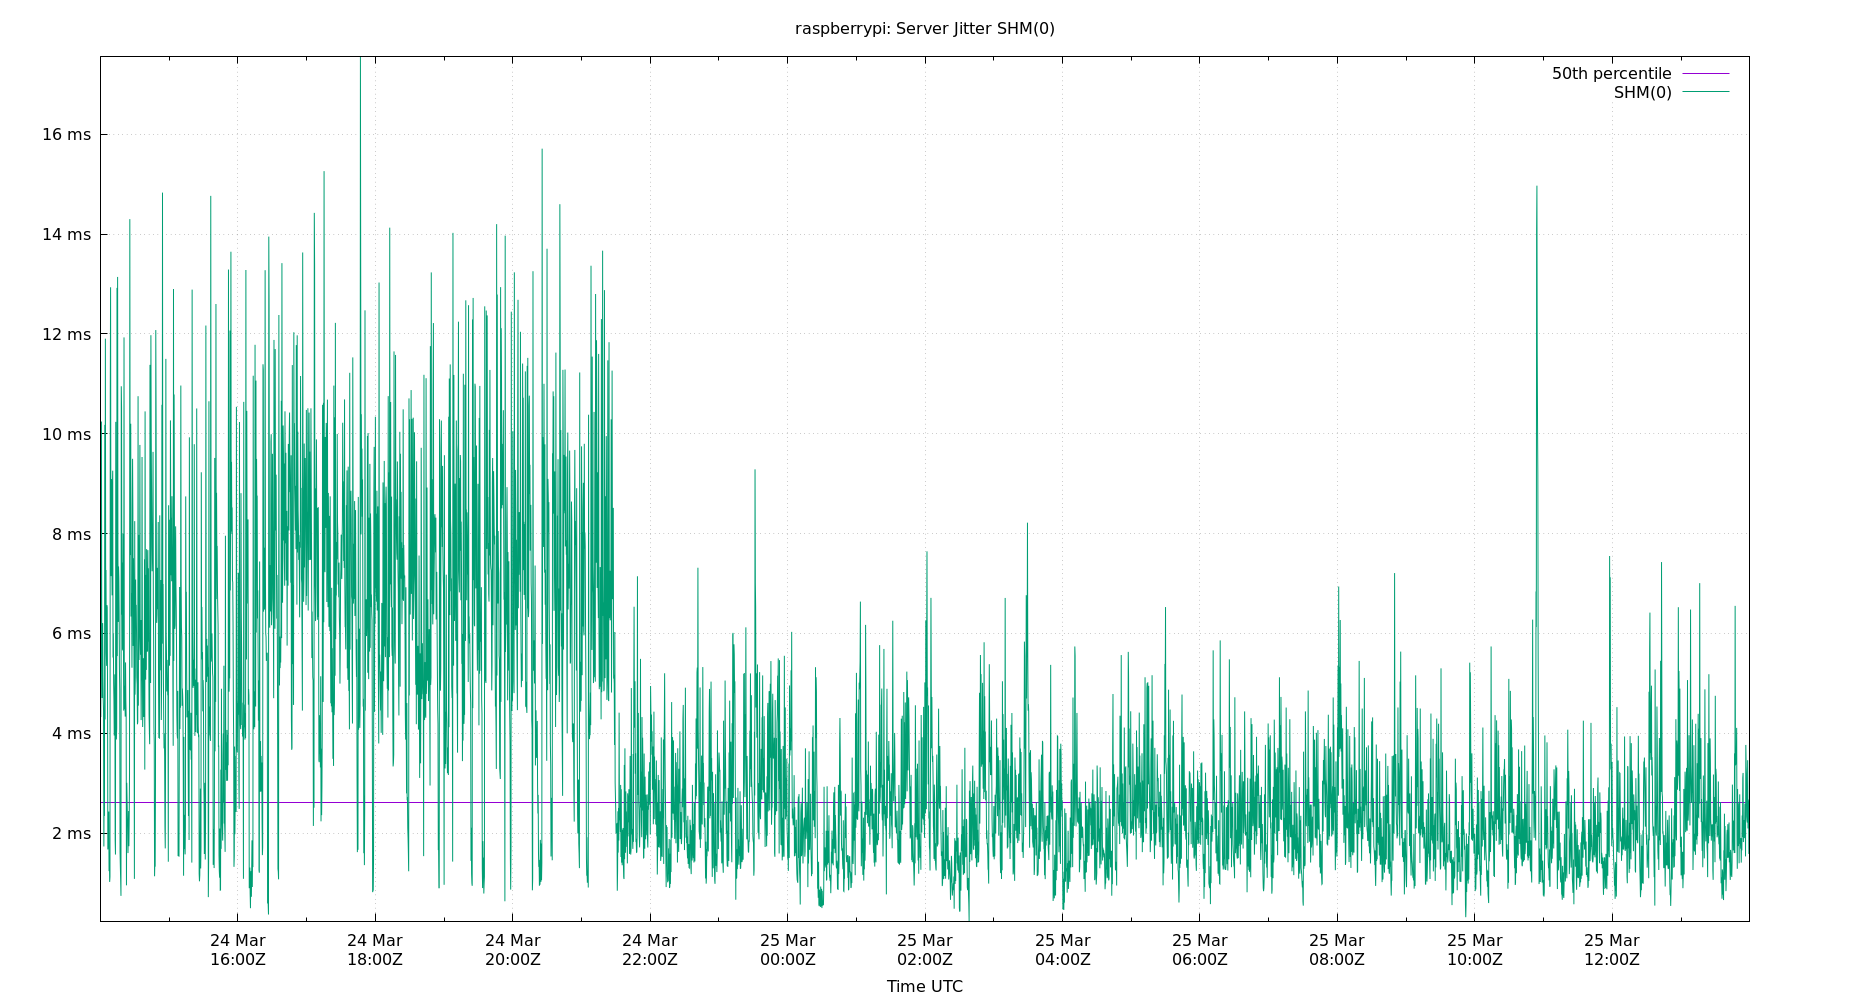 raspberrypi: Server Jitter SHM(0)
50th percentile
SHM(0)
16 ms
14 ms
12 ms
10 ms
8 ms
6 ms
4 ms
2 ms
24 Mar 24 Mar 24 Mar 24 Mar 25 Mar 25 Mar 25 Mar 25 Mar 25 Mar 25 Mar 25 Mar
16:00Z 18:00Z 20:00Z 22:00Z 00:00Z 02:00Z 04:00Z 06:00Z 08:00Z 10:00Z 12:00Z
Time UTC